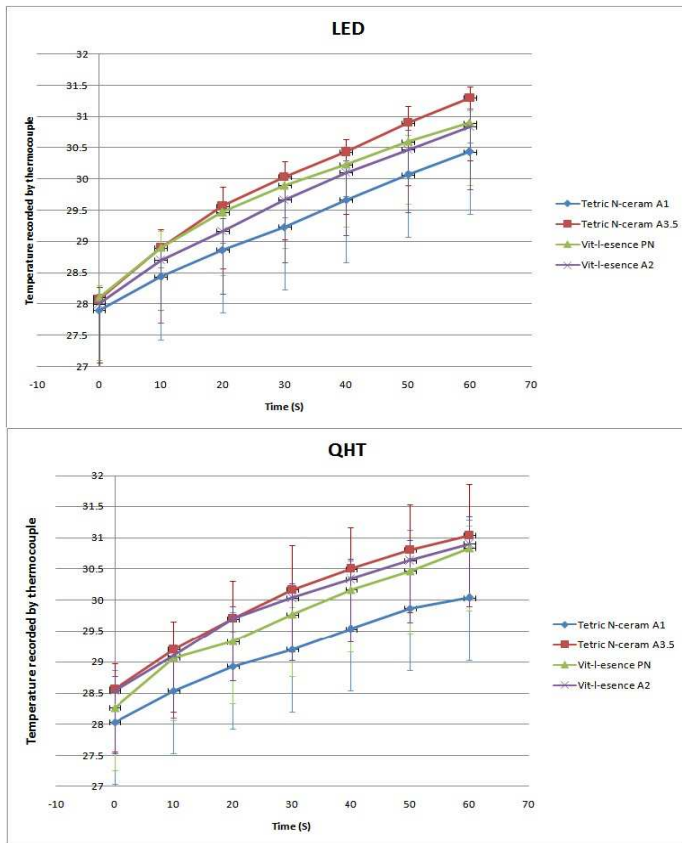 LED
Temperature recorded by thermocouple
32
31.5
31
30.5
30
29.5
29
28.5
28
27.5
27
-10
0
10
20
30
40
50
60
70
Time (S)
Tetric N-ceram A1
Tetric N-ceram A3.5
Vit-l-esence PN
Vit-l-esence A2
QHT
Temperature recorded by thermocouple
32
31.5
31
30.5
30
29.5
29
28.5
28
27.5
27
-10
0
10
20
30
40
50
60
70
Time (S)
Tetric N-ceram A1
Tetric N-ceram A3.5
Vit-l-esence PN
Vit-l-esence A2